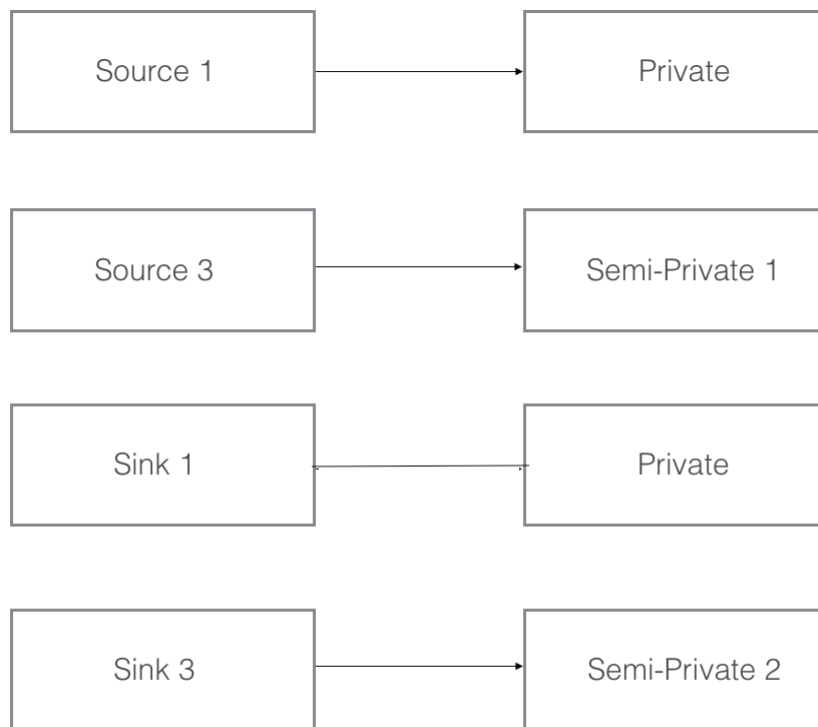 Source 1
Private
Source 3
Semi-Private 1
Sink 1
Private
Sink 3
Semi-Private 2